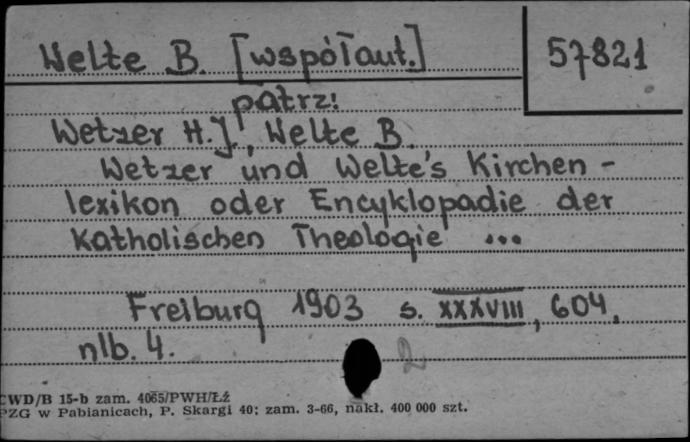 Welte B. [współaut.] 57821
patrz:
Wetzer H.J., Welte B.
Wetzer und Welte's Kirchen-
lexikon oder Encyklopadie der
Katholischen Theologie ...
Freiburg 1903 s. XXXVIII, 604,
nlb. 4.
2
CWD/B 15-b zam. 4065/PWH/Łź
PZG w Pabianicach, P. Skargi 40; zam. 3-66, nakł. 400 000 szt.